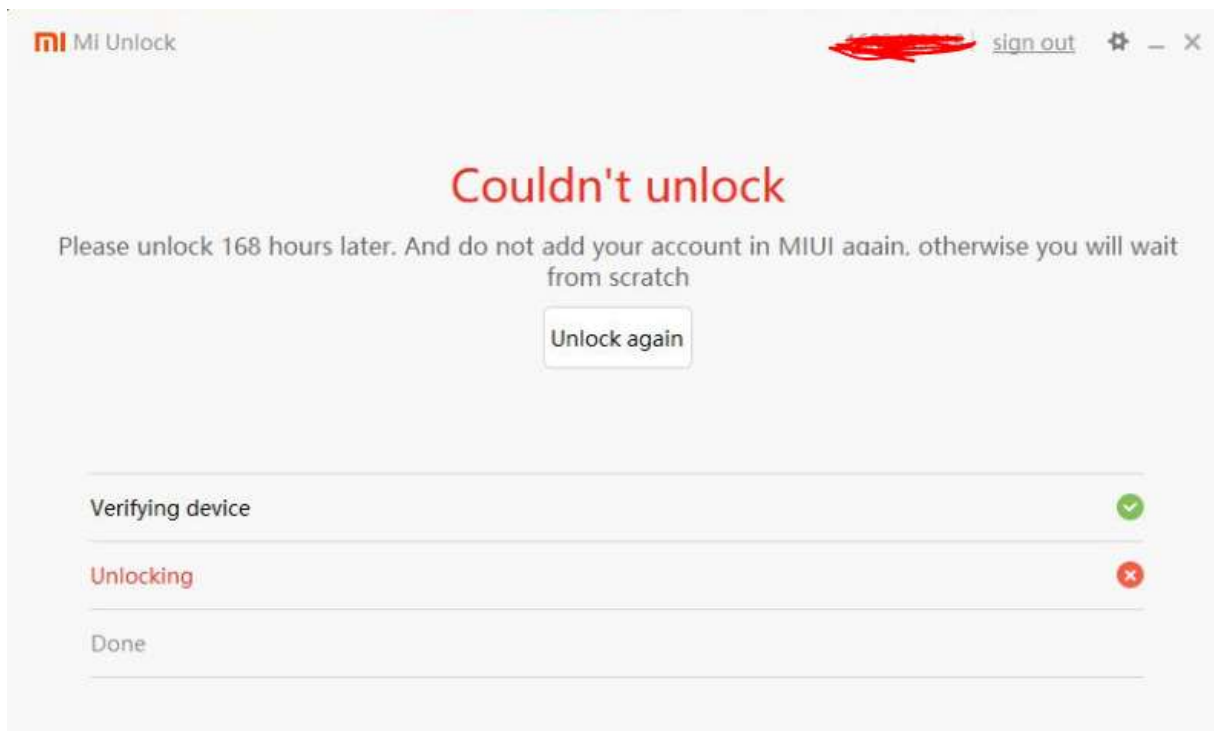 Mi Unlock
sign out
Couldn't unlock
Please unlock 168 hours later. And do not add your account in MIUI again, otherwise you will wait
from scratch
Unlock again
Verifying device
Unlocking
Done